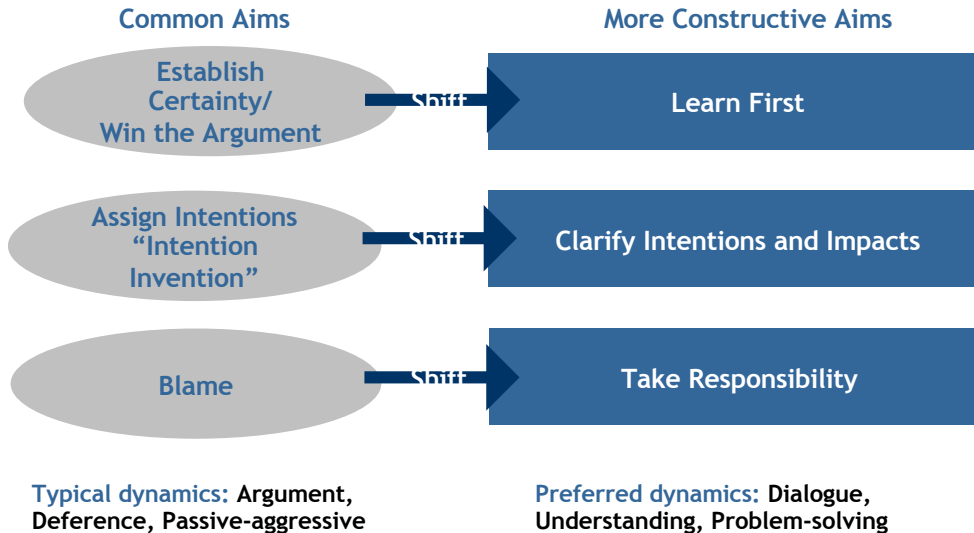 Common Aims
More Constructive Aims
Establish
Certainty/
Win the Argument
Shift
Learn First
Assign Intentions
“Intention
Invention”
Shift
Clarify Intentions and Impacts
Blame
Shift
Take Responsibility
Typical dynamics: Argument,
Deference, Passive-aggressive
Preferred dynamics: Dialogue,
Understanding, Problem-solving